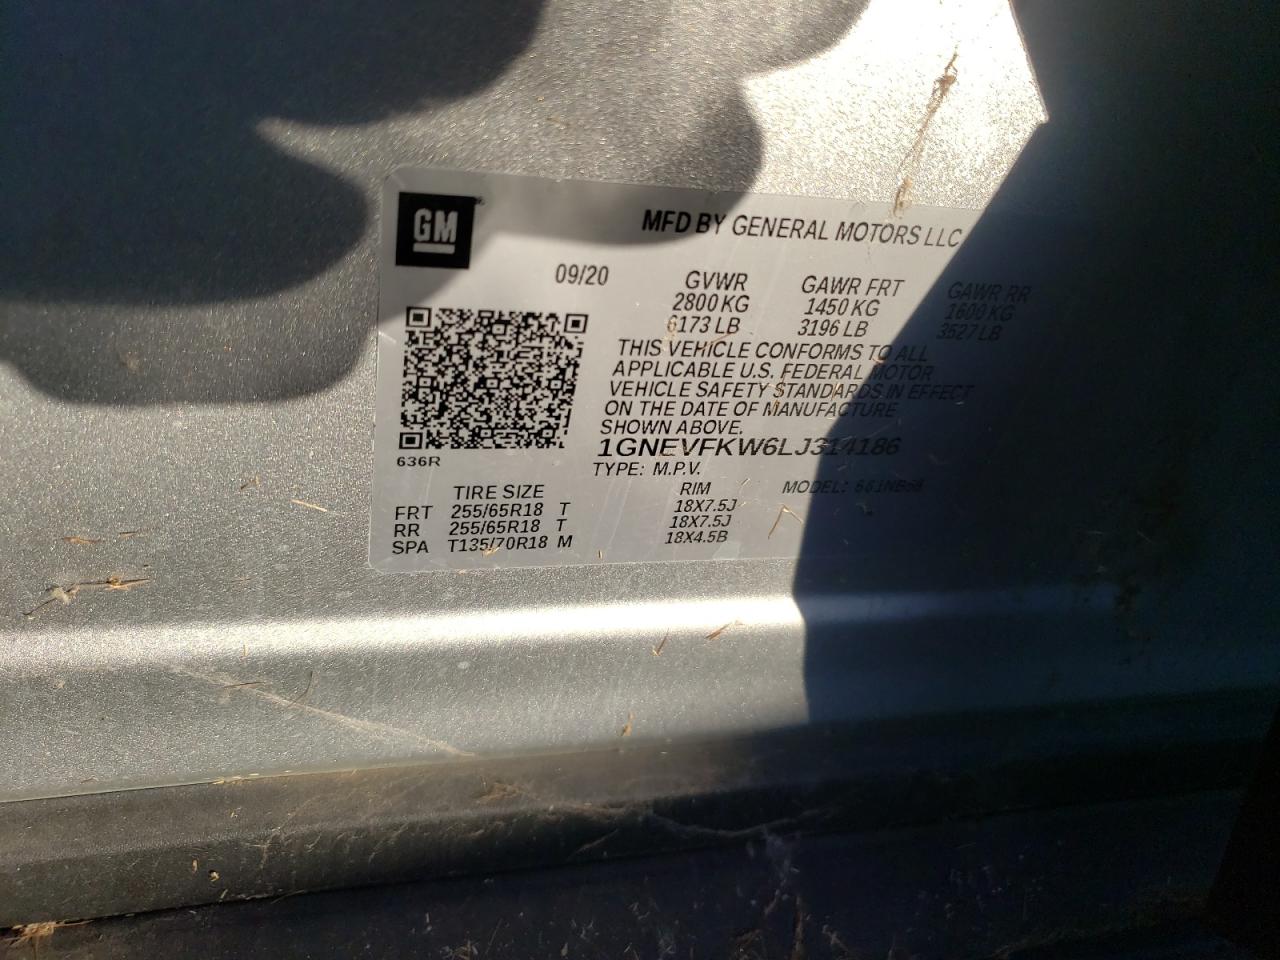 GM
MFD BY GENERAL MOTORS LLC
09/20 GVWR GAWR FRT GAWR RR
2800 KG 1450 KG 1600 KG
6173 LB 3196 LB 3527 LB
THIS VEHICLE CONFORMS TO ALL
APPLICABLE U.S. FEDERAL MOTOR
VEHICLE SAFETY STANDARDS IN EFFECT
ON THE DATE OF MANUFACTURE
SHOWN ABOVE.
1GNEVFKW6LJ314186
636R
TYPE: M.P.V. MODEL:
TIRE SIZE RIM
FRT 255/65R18 T 18X7.5J
RR 255/65R18 T 18X7.5J
SPA T135/70R18 M 18X4.5B